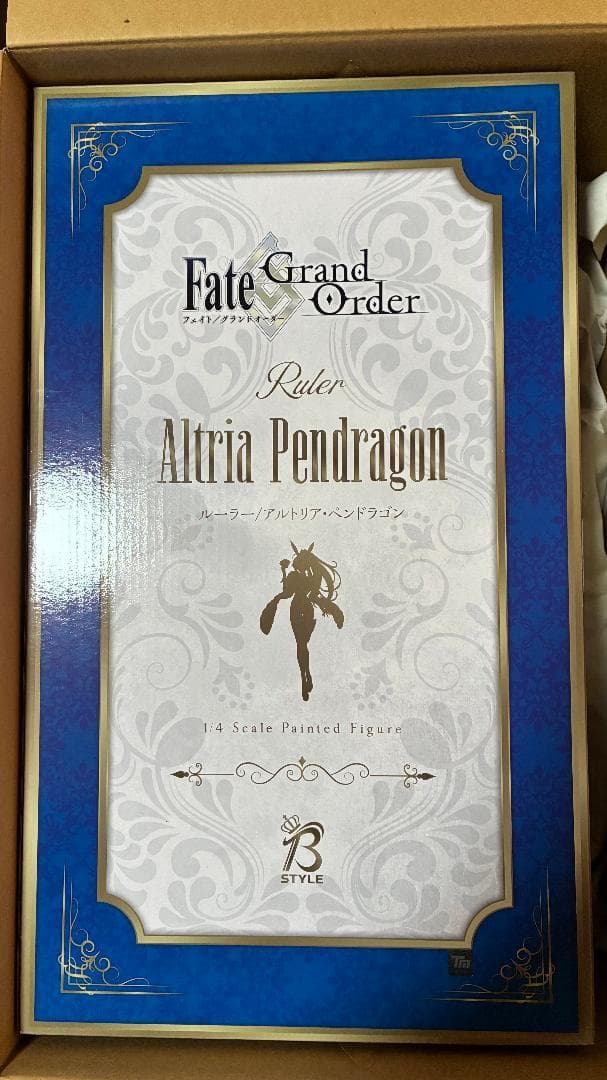 Fate
Grand
Order
フェイト/グランドオーダー
Ruler
Altria Pendragon
ルーラー/アルトリア・ペンドラゴン
1/4 Scale Painted Figure
B
STYLE
Tm